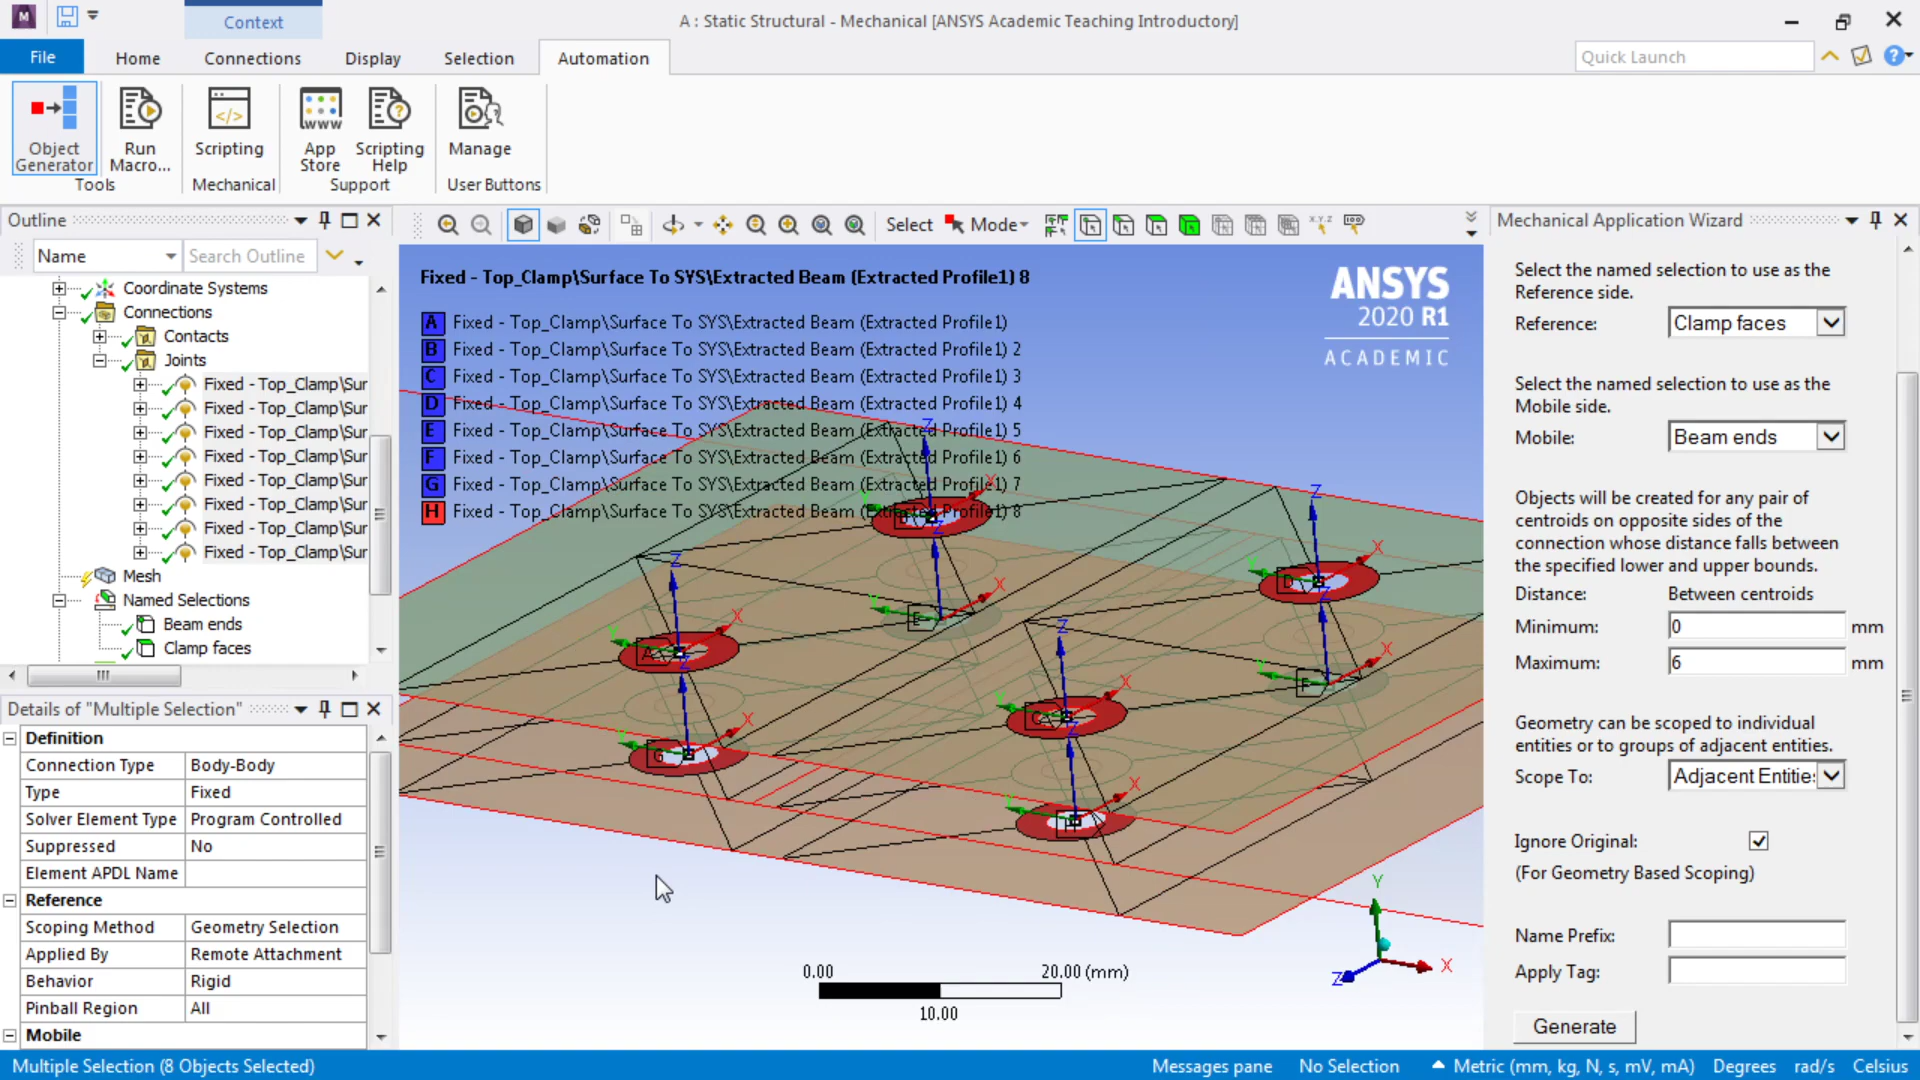 M
Context
A : Static Structural - Mechanical [ANSYS Academic Teaching Introductory]
File
Home
Connections
Display
Selection
Automation
Quick Launch
Object Generator
Run Macro...
Scripting
App Store
Scripting Help
Manage
Tools
Mechanical
Support
User Buttons
Outline
Select
Mode
Mechanical Application Wizard
Name
Search Outline
Coordinate Systems
Connections
Contacts
Joints
Fixed - Top_Clamp\Sur
Fixed - Top_Clamp\Sur
Fixed - Top_Clamp\Sur
Fixed - Top_Clamp\Sur
Fixed - Top_Clamp\Sur
Fixed - Top_Clamp\Sur
Fixed - Top_Clamp\Sur
Fixed - Top_Clamp\Sur
Mesh
Named Selections
Beam ends
Clamp faces
Details of "Multiple Selection"
Definition
Connection Type Body-Body
Type Fixed
Solver Element Type Program Controlled
Suppressed No
Element APDL Name
Reference
Scoping Method Geometry Selection
Applied By Remote Attachment
Behavior Rigid
Pinball Region All
Mobile
Fixed - Top_Clamp\Surface To SYS\Extracted Beam (Extracted Profile1) 8
A Fixed - Top_Clamp\Surface To SYS\Extracted Beam (Extracted Profile1)
B Fixed - Top_Clamp\Surface To SYS\Extracted Beam (Extracted Profile1) 2
C Fixed - Top_Clamp\Surface To SYS\Extracted Beam (Extracted Profile1) 3
D Fixed - Top_Clamp\Surface To SYS\Extracted Beam (Extracted Profile1) 4
E Fixed - Top_Clamp\Surface To SYS\Extracted Beam (Extracted Profile1) 5
F Fixed - Top_Clamp\Surface To SYS\Extracted Beam (Extracted Profile1) 6
G Fixed - Top_Clamp\Surface To SYS\Extracted Beam (Extracted Profile1) 7
H Fixed - Top_Clamp\Surface To SYS\Extracted Beam (Extracted Profile1) 8
ANSYS
2020 R1
ACADEMIC
0.00
20.00 (mm)
10.00
Y
X
Z
Select the named selection to use as the
Reference side.
Reference: Clamp faces
Select the named selection to use as the
Mobile side.
Mobile: Beam ends
Objects will be created for any pair of
centroids on opposite sides of the
connection whose distance falls between
the specified lower and upper bounds.
Distance: Between centroids
Minimum: 0 mm
Maximum: 6 mm
Geometry can be scoped to individual
entities or to groups of adjacent entities.
Scope To: Adjacent Entities
Ignore Original:
(For Geometry Based Scoping)
Name Prefix:
Apply Tag:
Generate
Multiple Selection (8 Objects Selected)
Messages pane
No Selection
Metric (mm, kg, N, s, mV, mA)
Degrees
rad/s
Celsius